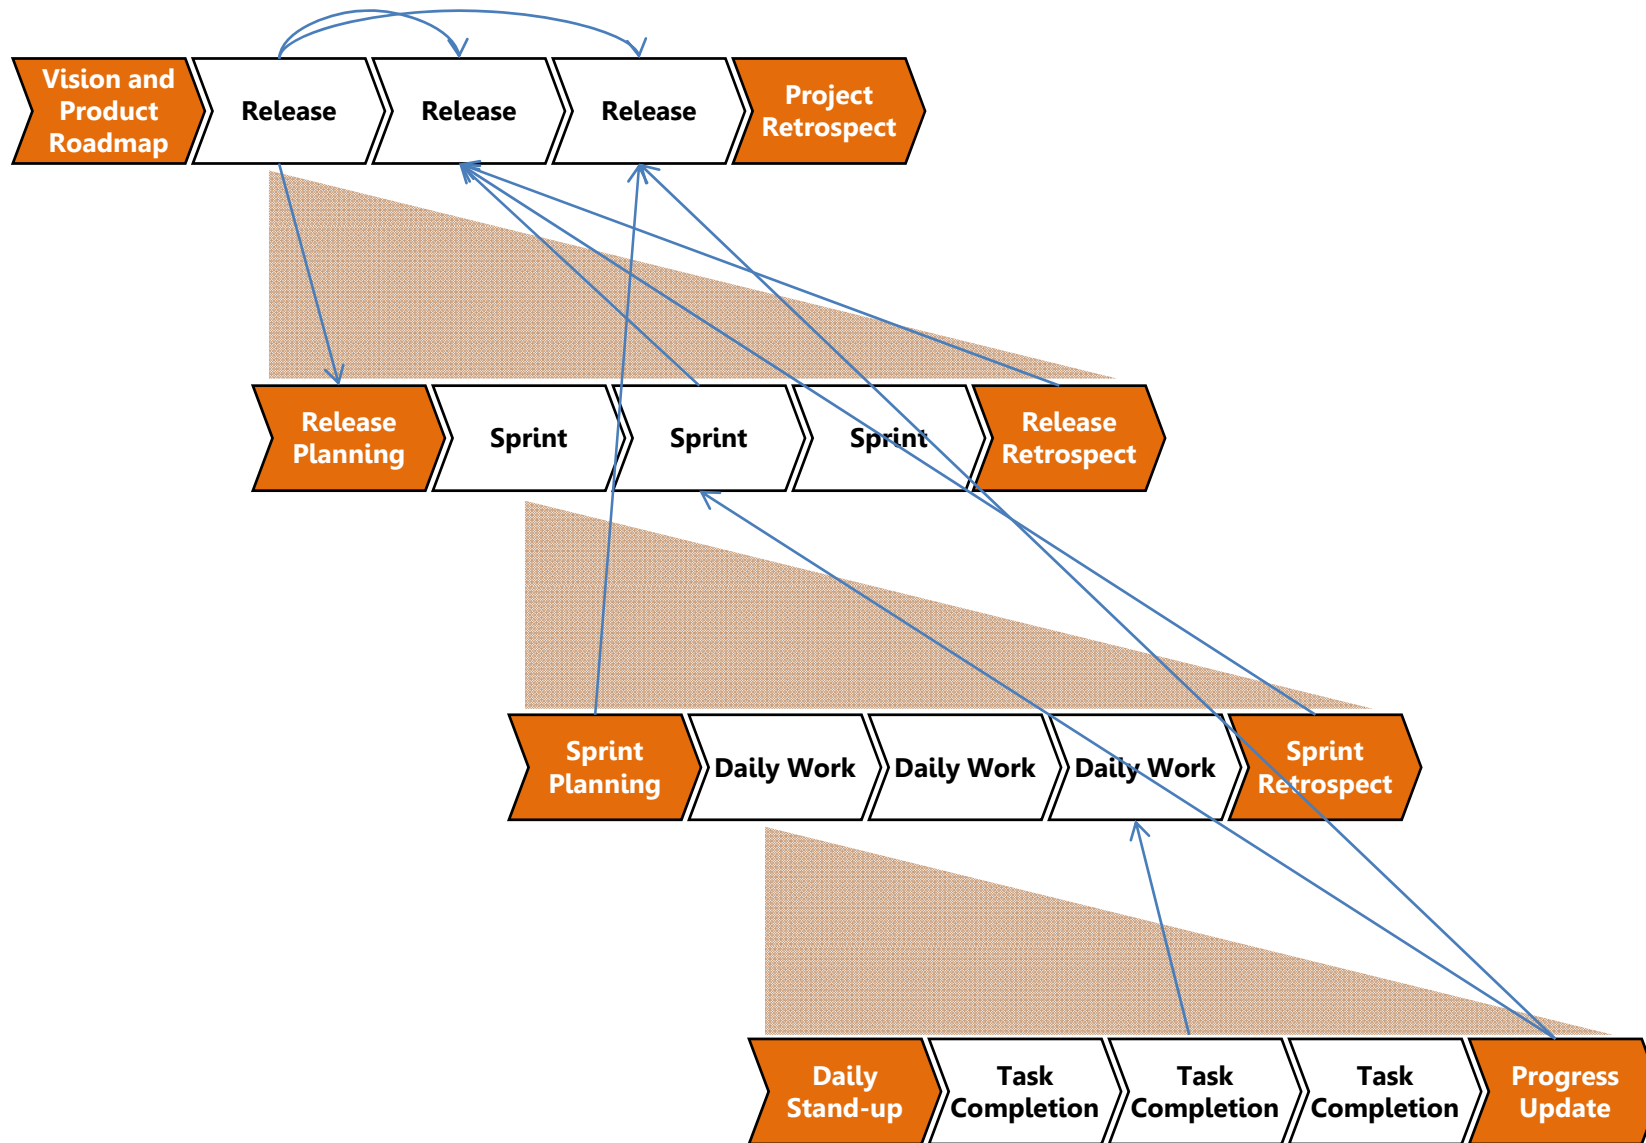 Vision and
Product
Roadmap
Release
Release
Release
Project
Retrospect
Release
Planning
Sprint
Sprint
Sprint
Release
Retrospect
Sprint
Planning
Daily Work
Daily Work
Daily Work
Sprint
Retrospect
Daily
Stand-up
Task
Completion
Task
Completion
Task
Completion
Progress
Update